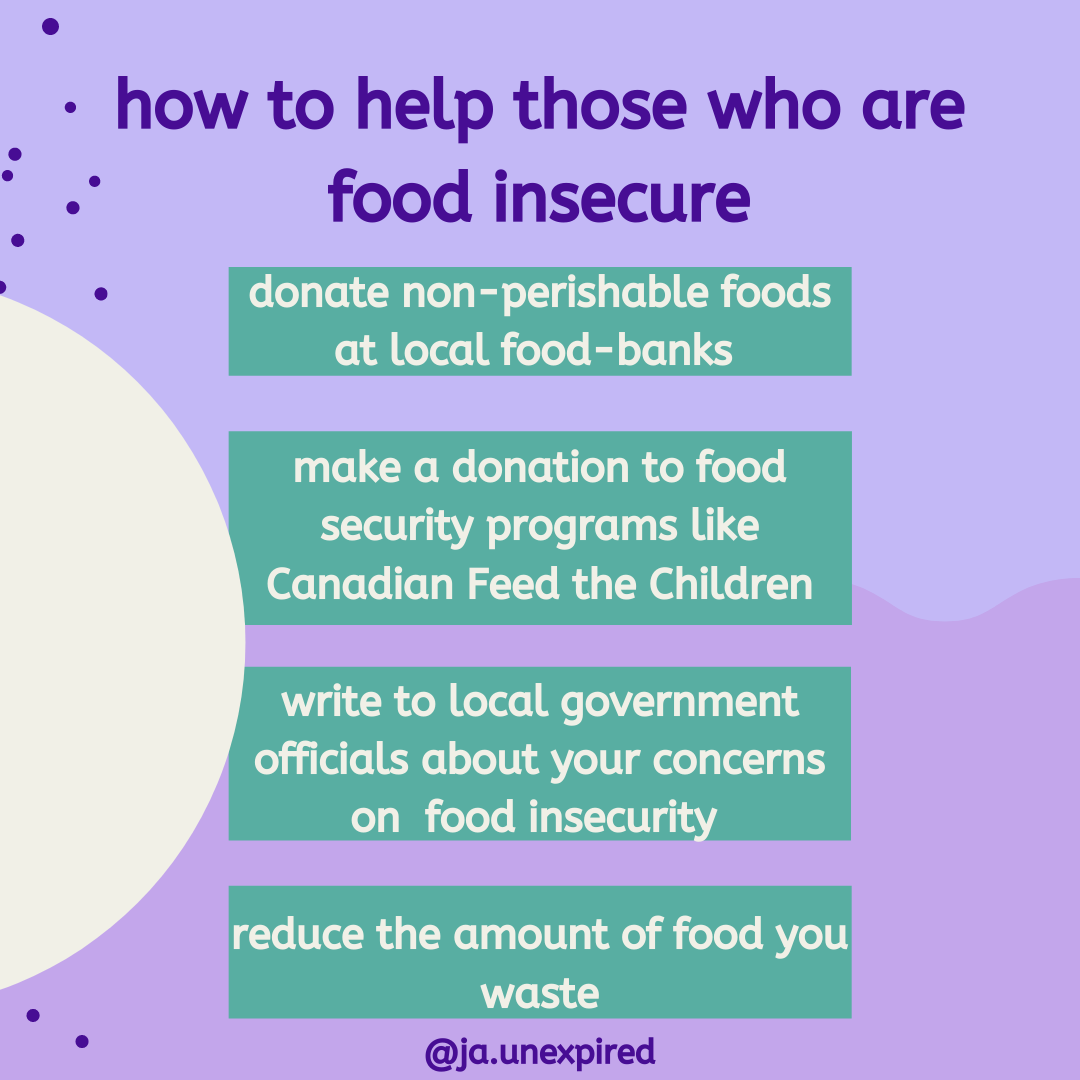 how to help those who are
food insecure
donate non-perishable foods
at local food-banks
make a donation to food
security programs like
Canadian Feed the Children
write to local government
officials about your concerns
on  food insecurity
reduce the amount of food you
waste
@ja.unexpired